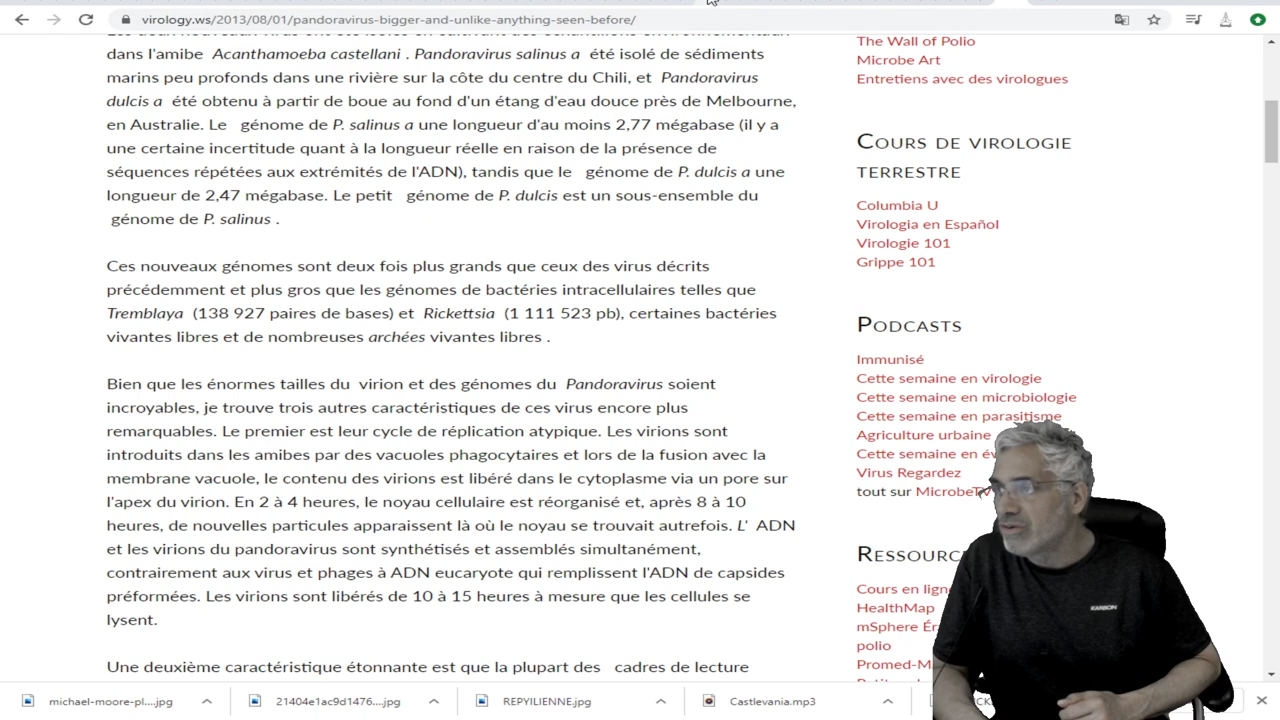 virology.ws/2013/08/01/pandoravirus-bigger-and-unlike-anything-seen-before/
dans l'amibe Acanthamoeba castellani . Pandoravirus salinus a été isolé de sédiments
marins peu profonds dans une rivière sur la côte du centre du Chili, et Pandoravirus
dulcis a été obtenu à partir de boue au fond d'un étang d'eau douce près de Melbourne,
en Australie. Le génome de P. salinus a une longueur d'au moins 2,77 mégabase (il y a
une certaine incertitude quant à la longueur réelle en raison de la présence de
séquences répétées aux extrémités de l'ADN), tandis que le génome de P. dulcis a une
longueur de 2,47 mégabase. Le petit génome de P. dulcis est un sous-ensemble du
génome de P. salinus .
Ces nouveaux génomes sont deux fois plus grands que ceux des virus décrits
précédemment et plus gros que les génomes de bactéries intracellulaires telles que
Tremblaya (138 927 paires de bases) et Rickettsia (1 111 523 pb), certaines bactéries
vivantes libres et de nombreuses archées vivantes libres .
Bien que les énormes tailles du virion et des génomes du Pandoravirus soient
incroyables, je trouve trois autres caractéristiques de ces virus encore plus
remarquables. Le premier est leur cycle de réplication atypique. Les virions sont
introduits dans les amibes par des vacuoles phagocytaires et lors de la fusion avec la
membrane vacuole, le contenu des virions est libéré dans le cytoplasme via un pore sur
l'apex du virion. En 2 à 4 heures, le noyau cellulaire est réorganisé et, après 8 à 10
heures, de nouvelles particules apparaissent là où le noyau se trouvait autrefois. L' ADN
et les virions du pandoravirus sont synthétisés et assemblés simultanément,
contrairement aux virus et phages à ADN eucaryote qui remplissent l'ADN de capsides
préformées. Les virions sont libérés de 10 à 15 heures à mesure que les cellules se
lysent.
Une deuxième caractéristique étonnante est que la plupart des cadres de lecture
The Wall of Polio
Microbe Art
Entretiens avec des virologues
COURS DE VIROLOGIE
TERRESTRE
Columbia U
Virologia en Español
Virologie 101
Grippe 101
PODCASTS
Immunisé
Cette semaine en virologie
Cette semaine en microbiologie
Cette semaine en parasitisme
Agriculture urbaine
Cette semaine en
Virus Regardez
tout sur MicrobeTV
Cours en
HealthMap
mSphere
polio
KARBON
michael-moore-pl....jpg
21404e1ac9d1476....jpg
REPYILIENNE.jpg
Castlevania.mp3